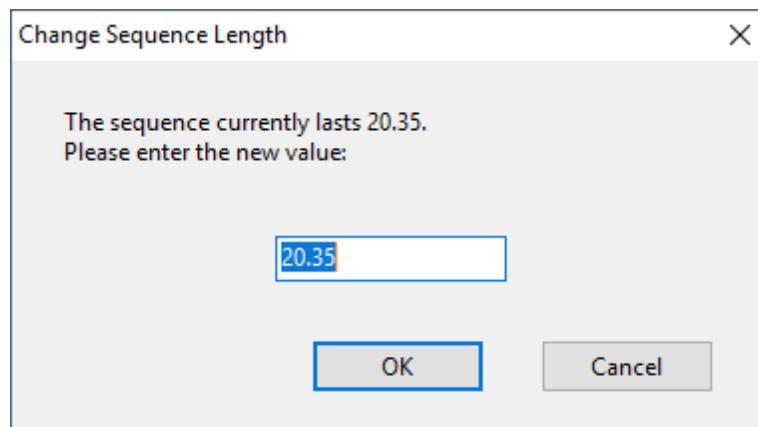 Change Sequence Length
The sequence currently lasts 20.35.
Please enter the new value:
20.35
OK
Cancel